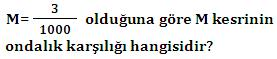 M= 3/1000 olduğuna göre M kesrinin
ondalık karşılığı hangisidir?